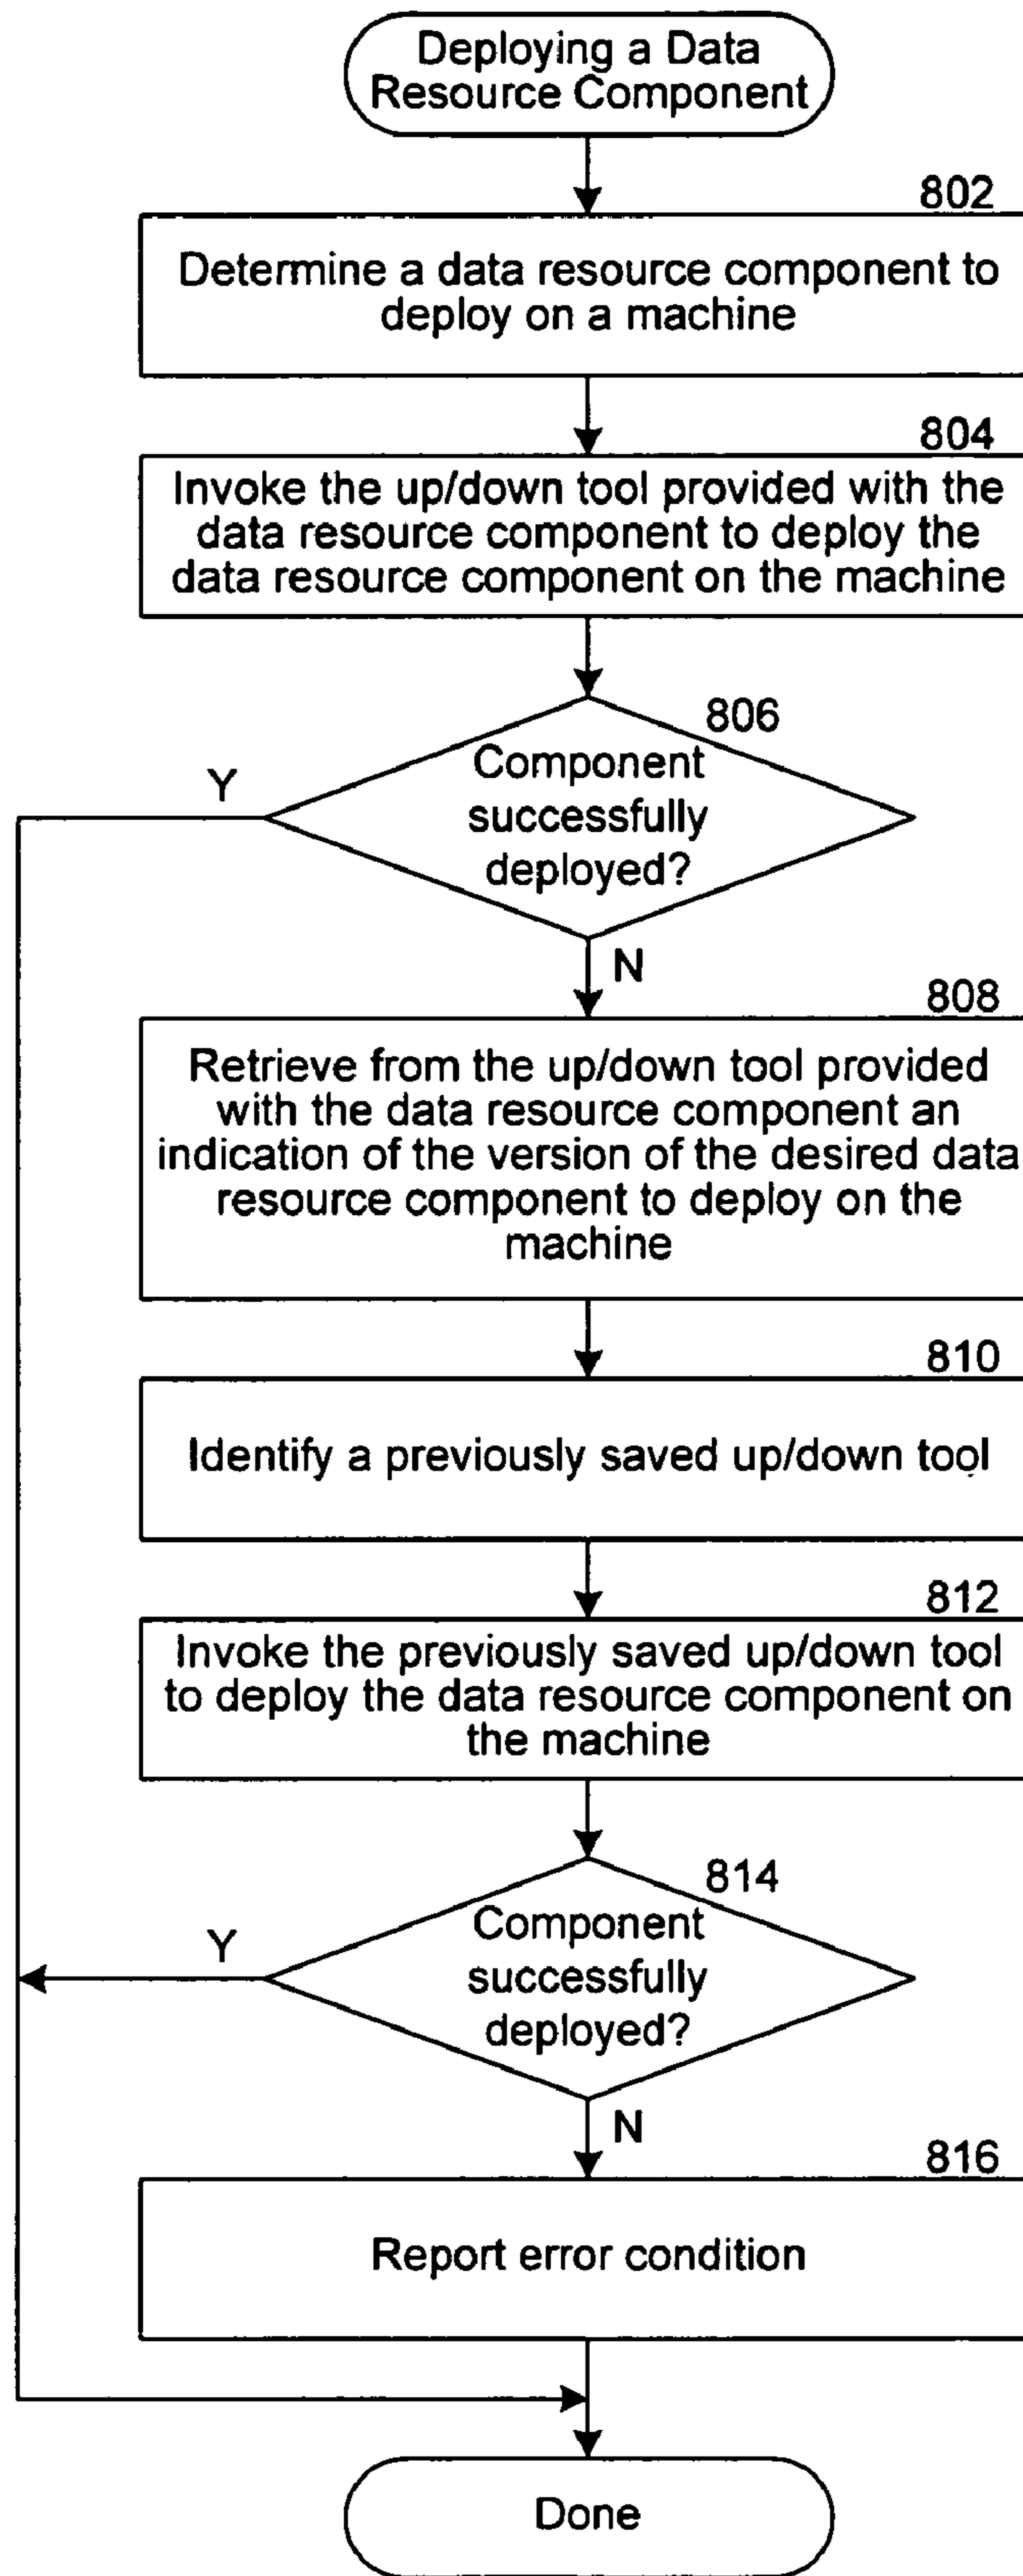 Deploying a Data
Resource Component
802
Determine a data resource component to
deploy on a machine
804
Invoke the up/down tool provided with the
data resource component to deploy the
data resource component on the machine
806
Component
successfully
deployed?
Y
N
808
Retrieve from the up/down tool provided
with the data resource component an
indication of the version of the desired data
resource component to deploy on the
machine
810
Identify a previously saved up/down tool
812
Invoke the previously saved up/down tool
to deploy the data resource component on
the machine
814
Component
successfully
deployed?
Y
N
816
Report error condition
Done